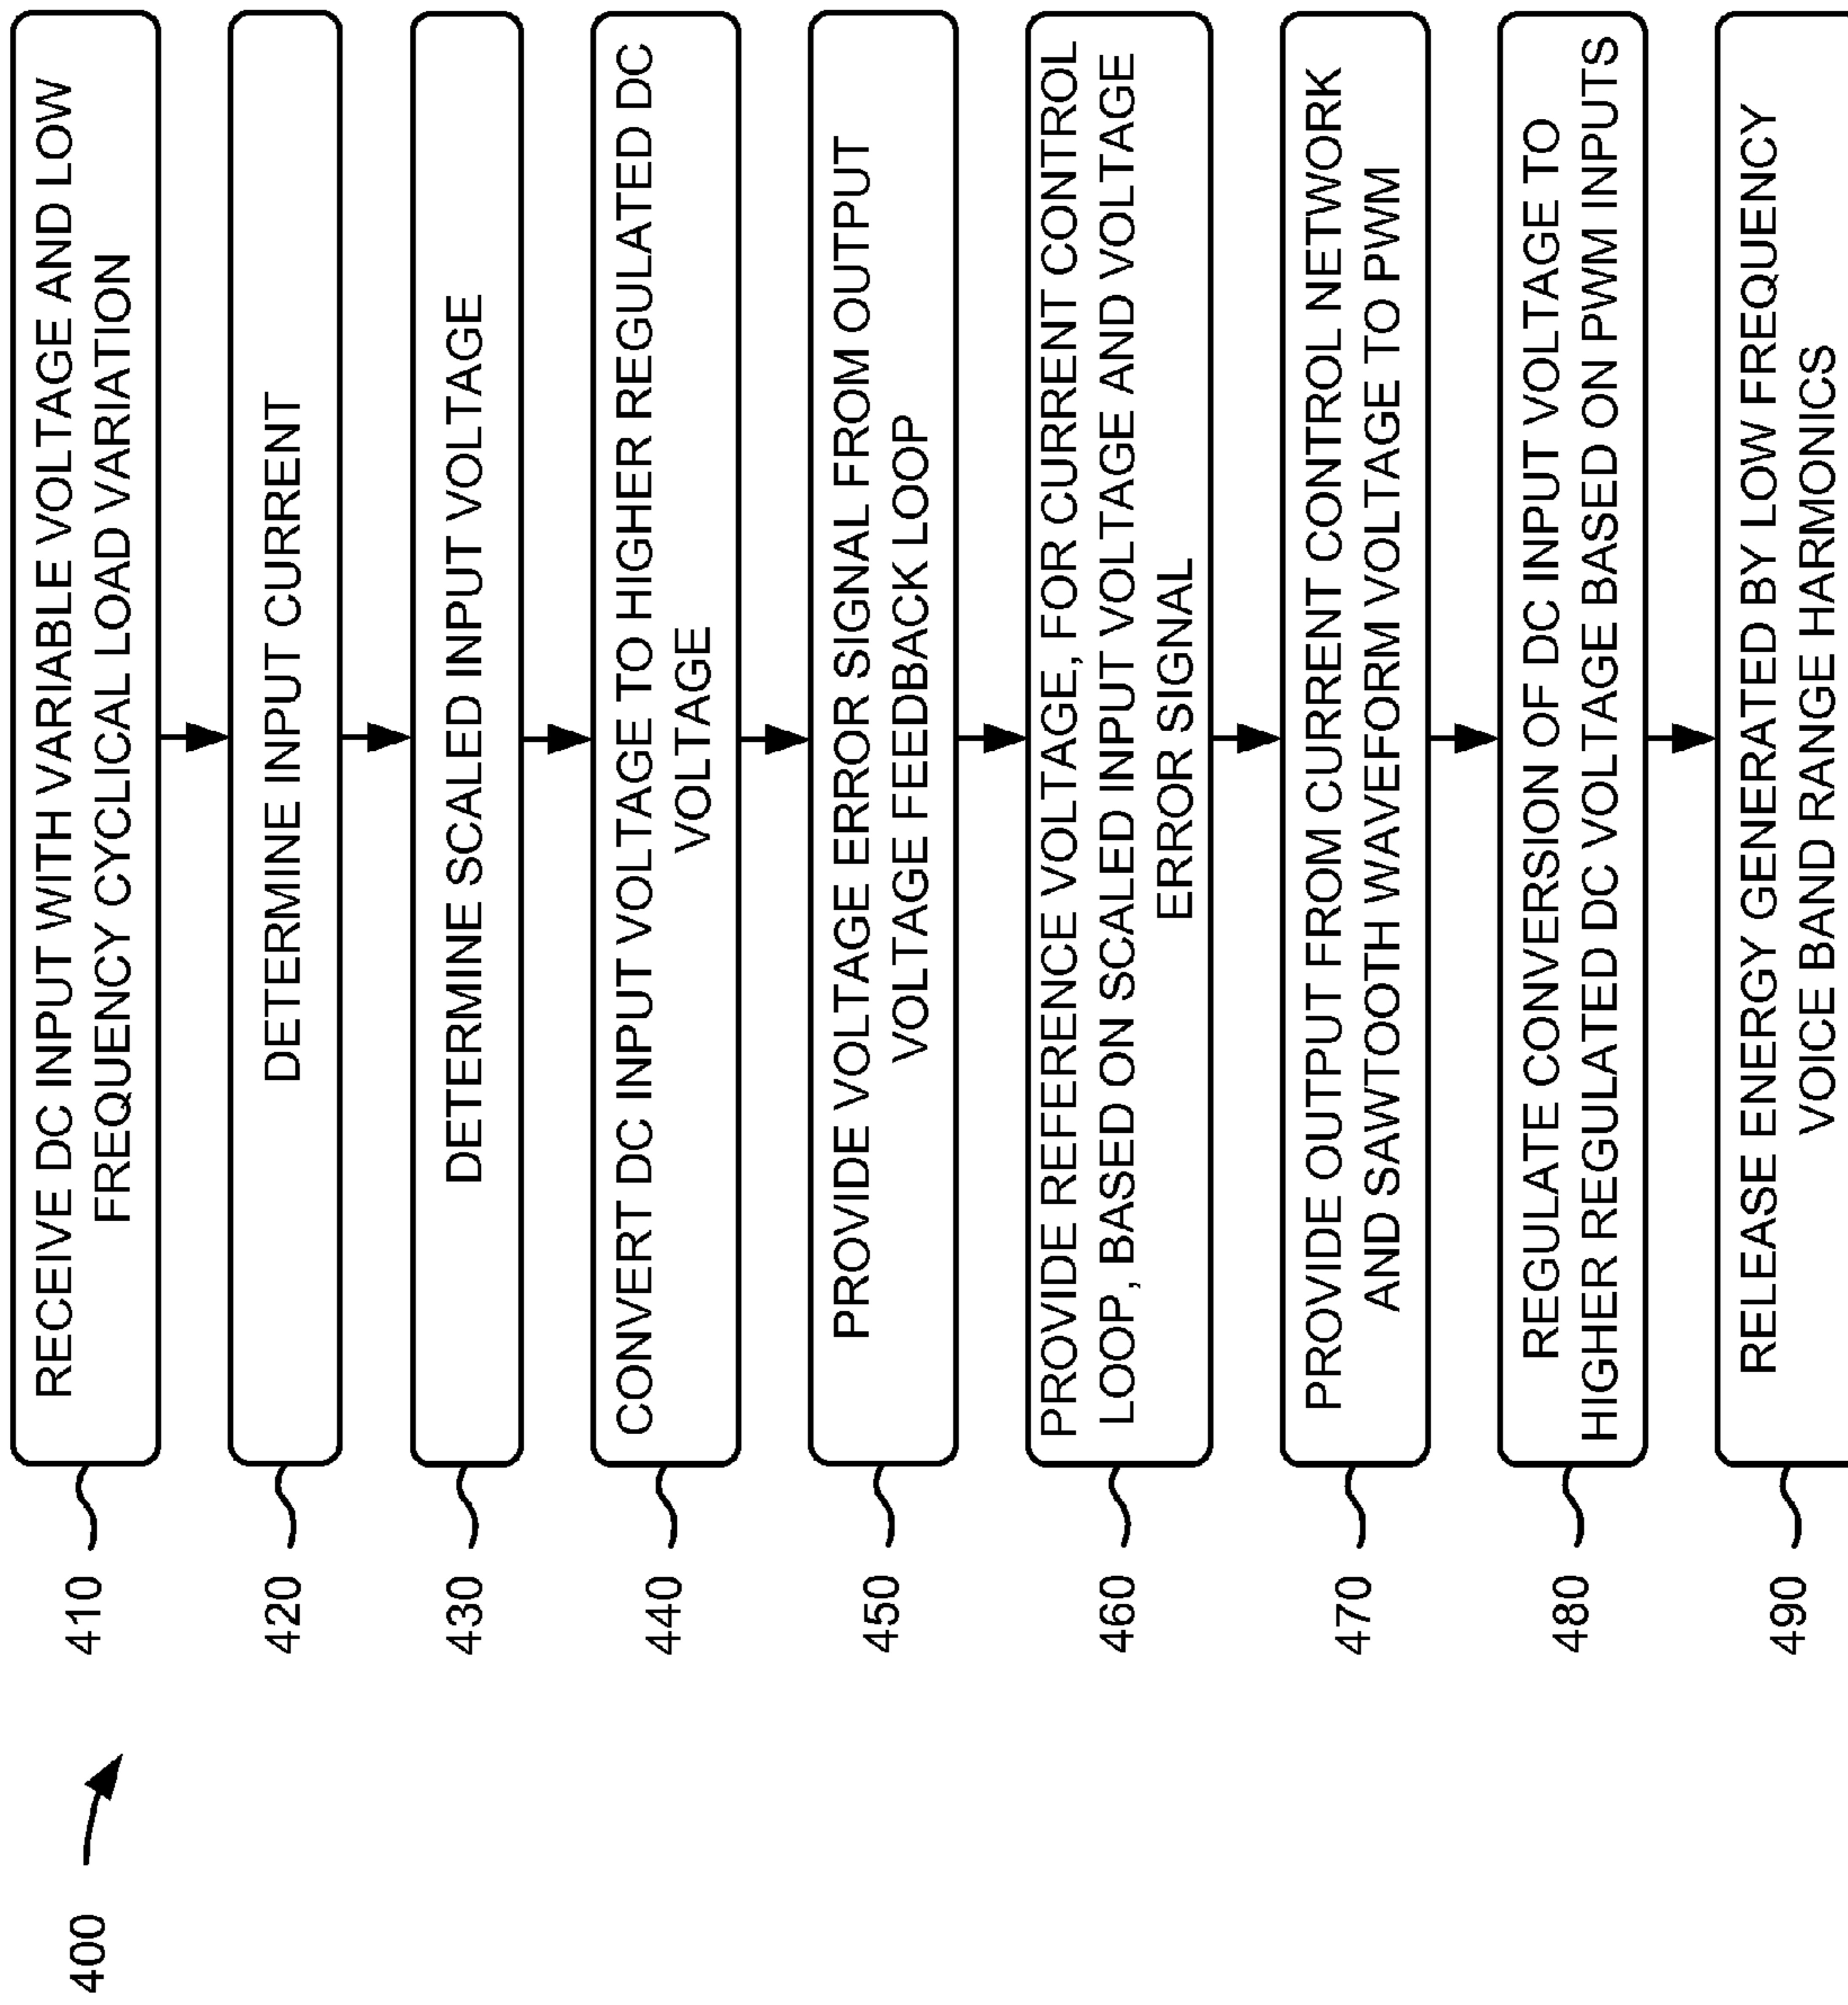 400
410
RECEIVE DC INPUT WITH VARIABLE VOLTAGE AND LOW
FREQUENCY CYCLICAL LOAD VARIATION
420
DETERMINE INPUT CURRENT
430
DETERMINE SCALED INPUT VOLTAGE
440
CONVERT DC INPUT VOLTAGE TO HIGHER REGULATED DC
VOLTAGE
450
PROVIDE VOLTAGE ERROR SIGNAL FROM OUTPUT
VOLTAGE FEEDBACK LOOP
460
PROVIDE REFERENCE VOLTAGE, FOR CURRENT CONTROL
LOOP, BASED ON SCALED INPUT VOLTAGE AND VOLTAGE
ERROR SIGNAL
470
PROVIDE OUTPUT FROM CURRENT CONTROL NETWORK
AND SAWTOOTH WAVEFORM VOLTAGE TO PWM
480
REGULATE CONVERSION OF DC INPUT VOLTAGE TO
HIGHER REGULATED DC VOLTAGE BASED ON PWM INPUTS
490
RELEASE ENERGY GENERATED BY LOW FREQUENCY
VOICE BAND RANGE HARMONICS